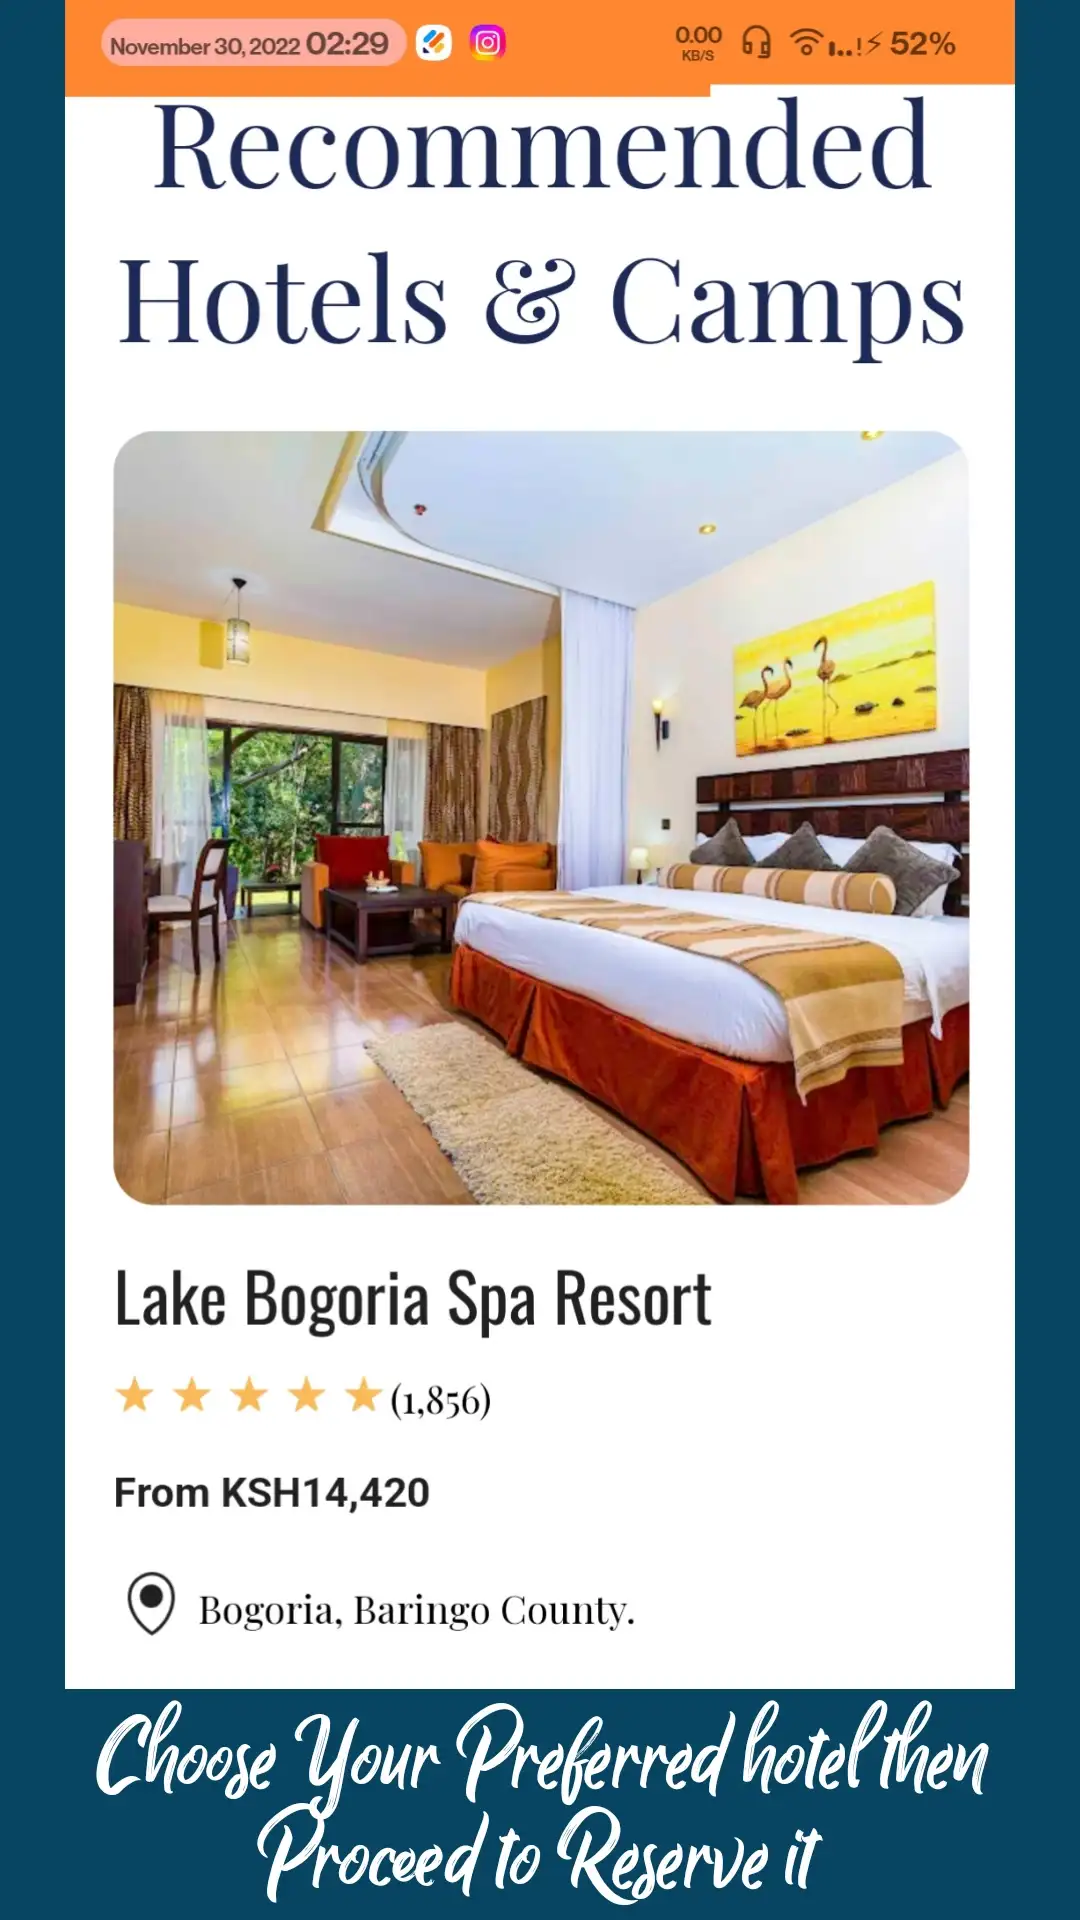 November 30, 2022 02:29 0.00 KB/S 52%
Recommended
Hotels & Camps
Lake Bogoria Spa Resort
(1,856)
From KSH14,420
Bogoria, Baringo County.
Choose Your Preferred hotel then
Proceed to Reserve it